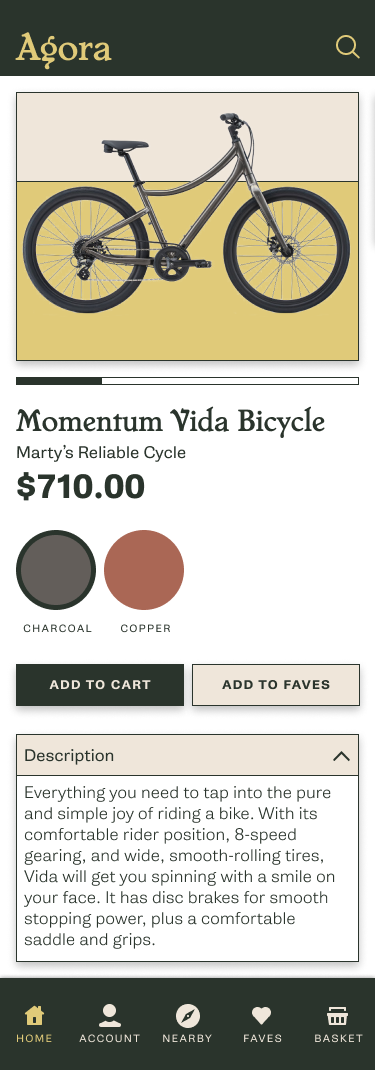 Agora
Momentum Vida Bicycle
Marty's Reliable Cycle
$710.00
CHARCOAL COPPER
ADD TO CART ADD TO FAVES
Description
Everything you need to tap into the pure
and simple joy of riding a bike. With its
comfortable rider position, 8-speed
gearing, and wide, smooth-rolling tires,
Vida will get you spinning with a smile on
your face. It has disc brakes for smooth
stopping power, plus a comfortable
saddle and grips.
HOME ACCOUNT NEARBY FAVES BASKET